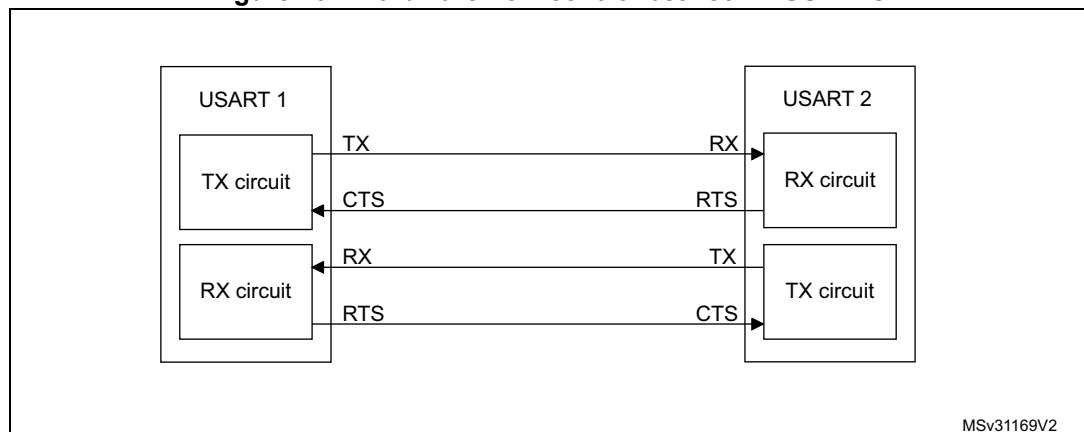 USART 1
USART 2
TX circuit
TX
RX
RX circuit
CTS
RTS
RX circuit
RX
TX
TX circuit
RTS
CTS
MSv31169V2